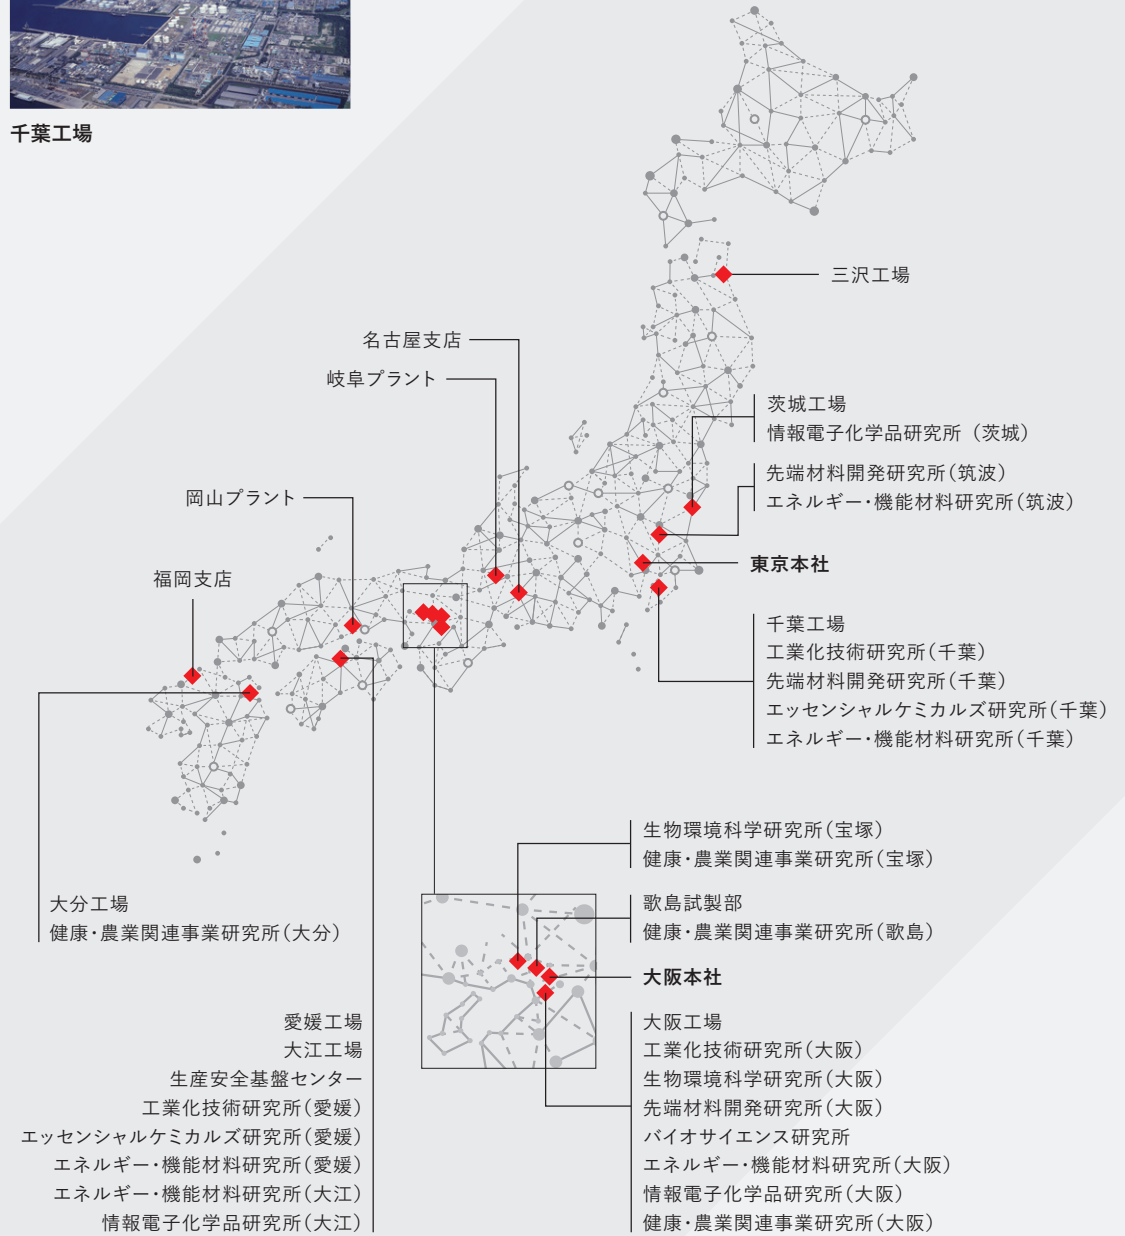 千葉工場
三沢工場
名古屋支店
岐阜プラント
茨城工場
情報電子化学品研究所（茨城）
先端材料開発研究所（筑波）
エネルギー・機能材料研究所（筑波）
岡山プラント
東京本社
福岡支店
千葉工場
工業化技術研究所（千葉）
先端材料開発研究所（千葉）
エッセンシャルケミカルズ研究所（千葉）
エネルギー・機能材料研究所（千葉）
生物環境科学研究所（宝塚）
健康・農業関連事業研究所（宝塚）
大分工場
健康・農業関連事業研究所（大分）
歌島試製部
健康・農業関連事業研究所（歌島）
大阪本社
愛媛工場
大江工場
生産安全基盤センター
工業化技術研究所（愛媛）
エッセンシャルケミカルズ研究所（愛媛）
エネルギー・機能材料研究所（愛媛）
エネルギー・機能材料研究所（大江）
情報電子化学品研究所（大江）
大阪工場
工業化技術研究所（大阪）
生物環境科学研究所（大阪）
先端材料開発研究所（大阪）
バイオサイエンス研究所
エネルギー・機能材料研究所（大阪）
情報電子化学品研究所（大阪）
健康・農業関連事業研究所（大阪）